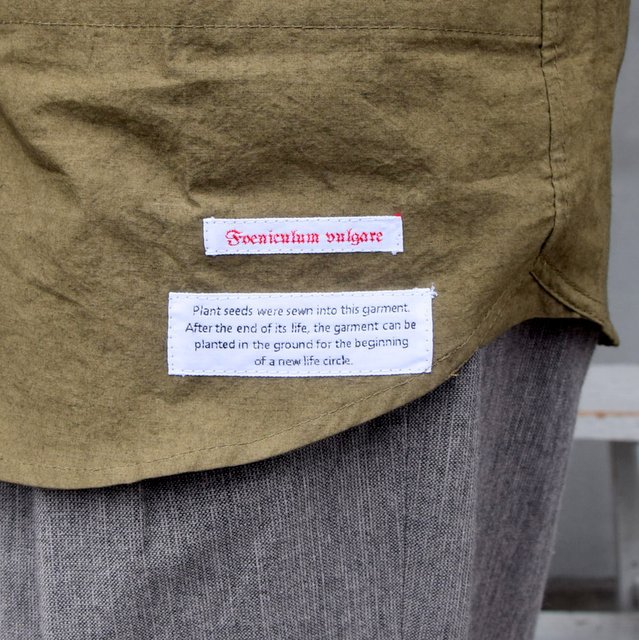 Foeniculum vulgare
Plant seeds were sewn into this garment.
After the end of its life, the garment can be
planted in the ground for the beginning
of a new life circle.